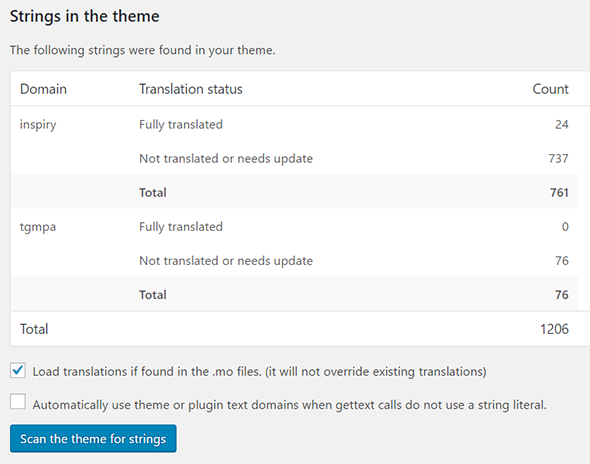 Strings in the theme
The following strings were found in your theme.
Domain Translation status Count
inspiry Fully translated 24
Not translated or needs update 737
Total 761
tgmpa Fully translated 0
Not translated or needs update 76
Total 76
Total 1206
Load translations if found in the .mo files. (it will not override existing translations)
Automatically use theme or plugin text domains when gettext calls do not use a string literal.
Scan the theme for strings